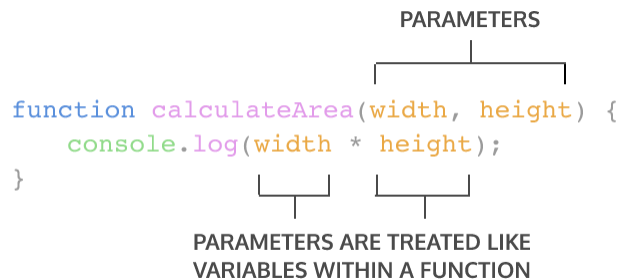 PARAMETERS
function calculateArea(width, height) {
    console.log(width * height);
}
PARAMETERS ARE TREATED LIKE
VARIABLES WITHIN A FUNCTION